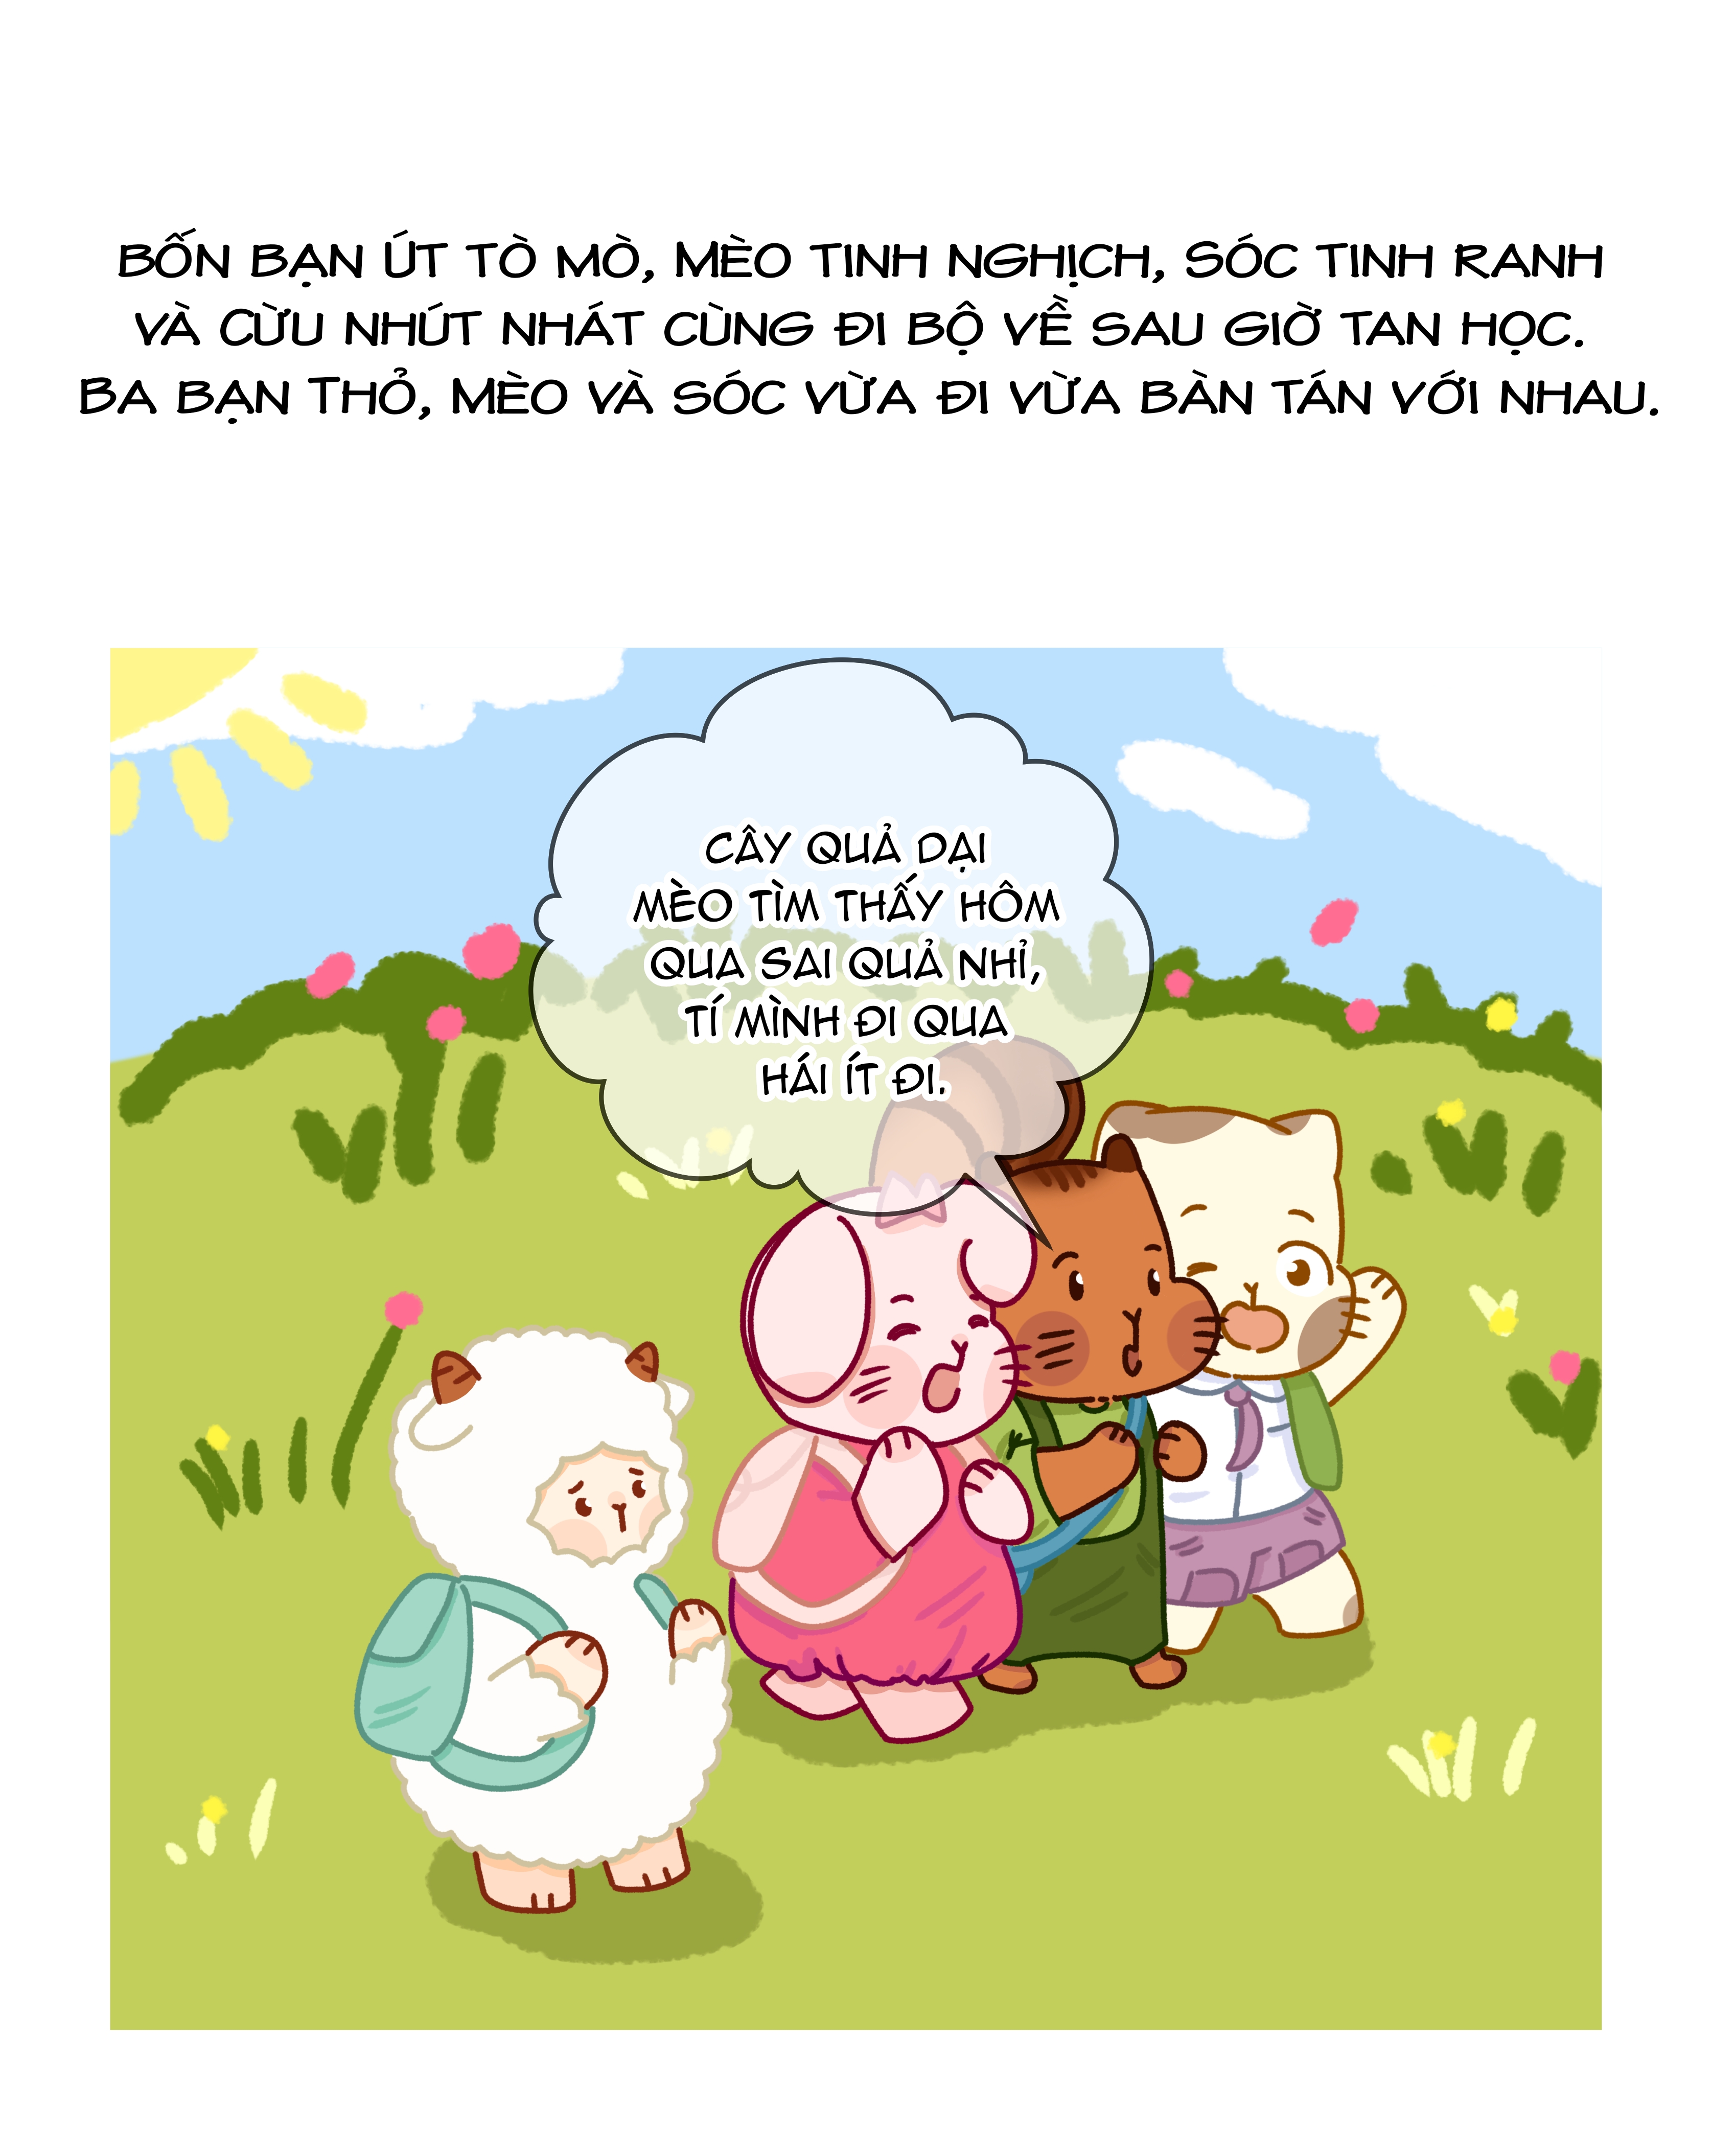 BỐN BẠN ÚT TÒ MÒ, MÈO TINH NGHỊCH, SÓC TINH RANH
VÀ CỪU NHÚT NHÁT CÙNG ĐI BỘ VỀ SAU GIỜ TAN HỌC.
BA BẠN THỎ, MÈO VÀ SÓC VỪA ĐI VỪA BÀN TÁN VỚI NHAU.
CÂY QUẢ DẠI
MÈO TÌM THẤY HÔM
QUA SAI QUẢ NHỈ,
TÍ MÌNH ĐI QUA
HÁI ÍT ĐI.